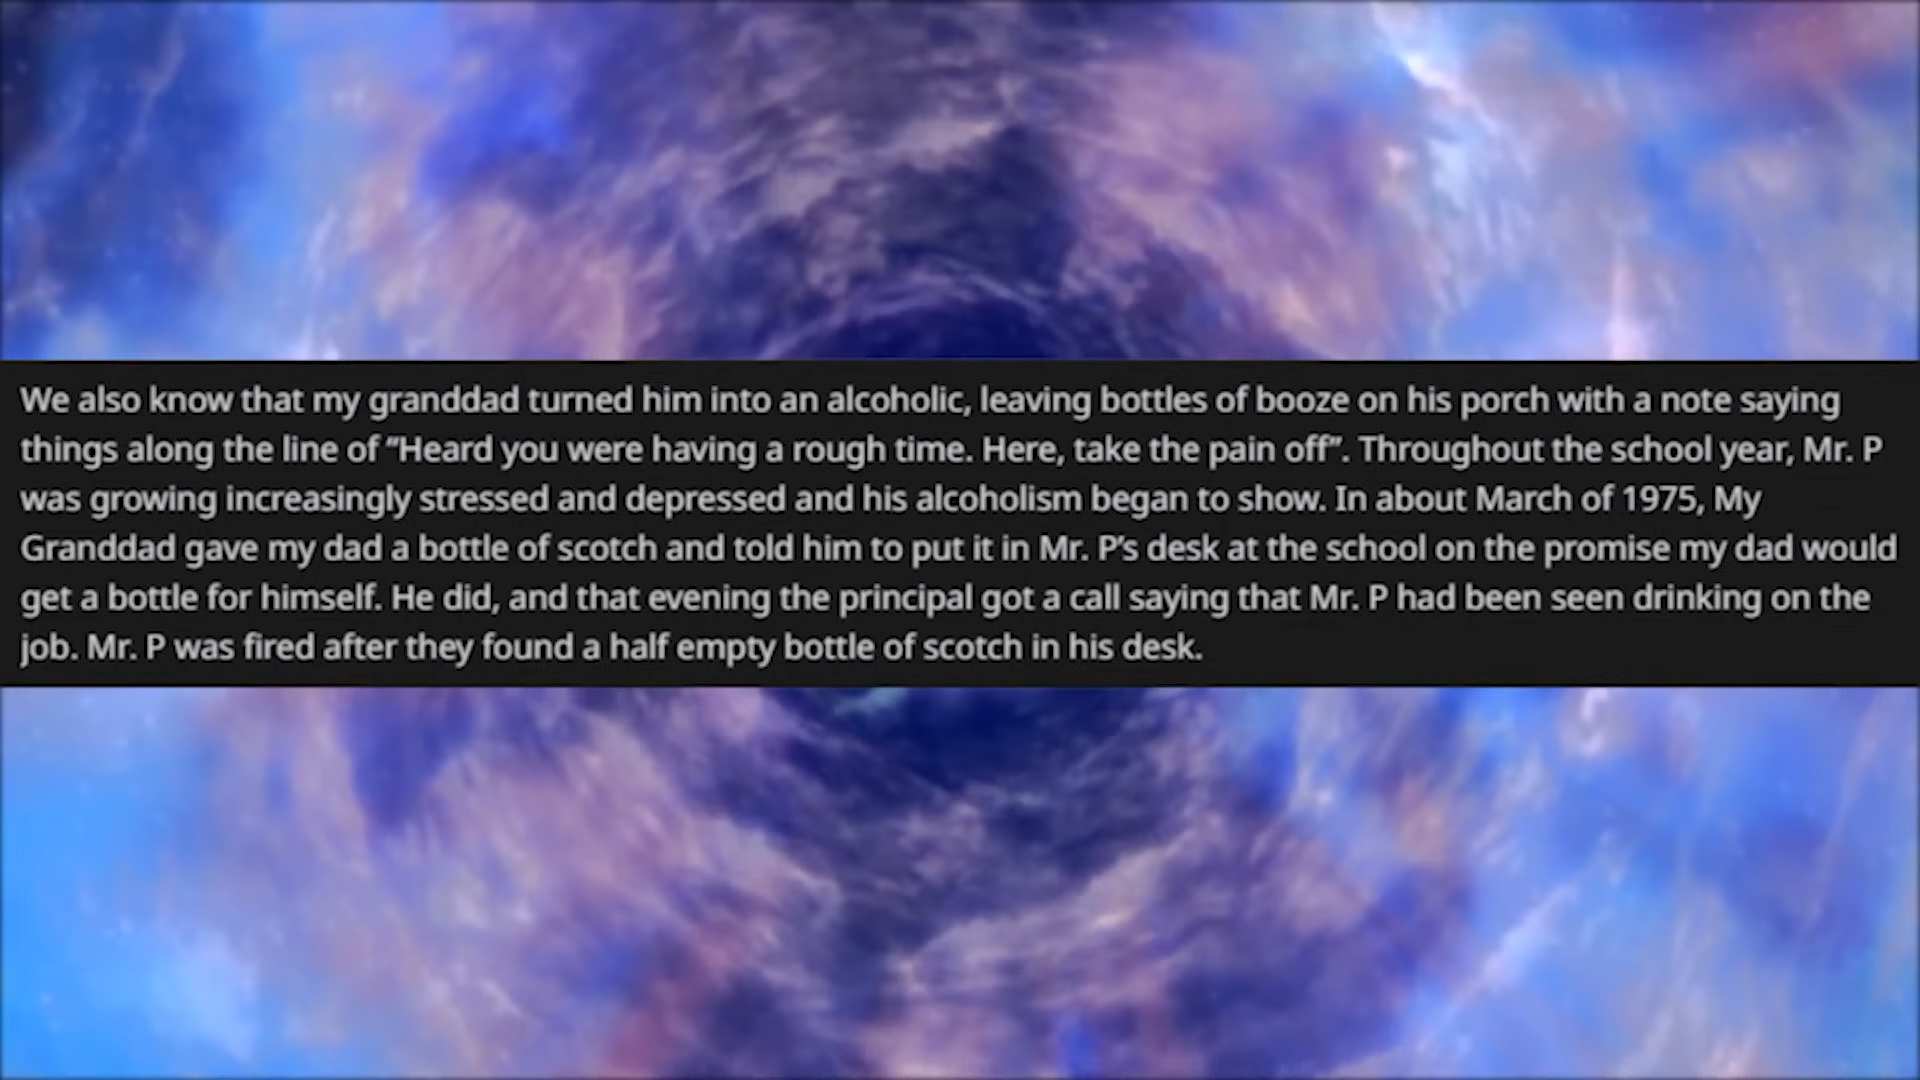 We also know that my granddad turned him into an alcoholic, leaving bottles of booze on his porch with a note saying
things along the line of “Heard you were having a rough time. Here, take the pain off”. Throughout the school year, Mr. P
was growing increasingly stressed and depressed and his alcoholism began to show. In about March of 1975, My
Granddad gave my dad a bottle of scotch and told him to put it in Mr. P’s desk at the school on the promise my dad would
get a bottle for himself. He did, and that evening the principal got a call saying that Mr. P had been seen drinking on the
job. Mr. P was fired after they found a half empty bottle of scotch in his desk.